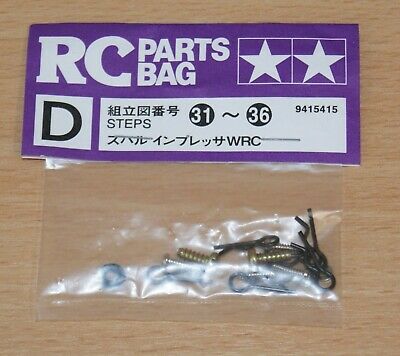 RC PARTS BAG
D
組立図番号 31 ～ 36
STEPS
9415415
スバル インプレッサWRC